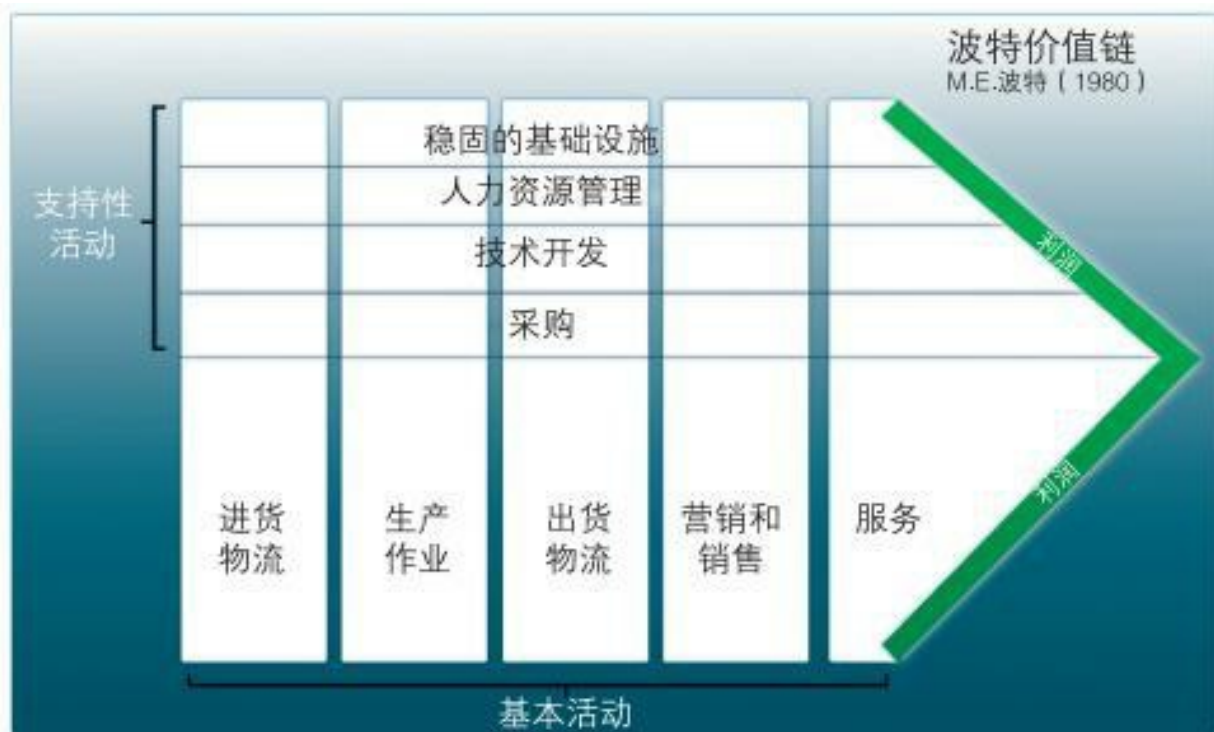 波特价值链
M.E.波特（1980）
稳固的基础设施
人力资源管理
支持性
活动
技术开发
采购
利润
利润
进货
物流
生产
作业
出货
物流
营销和
销售
服务
基本活动